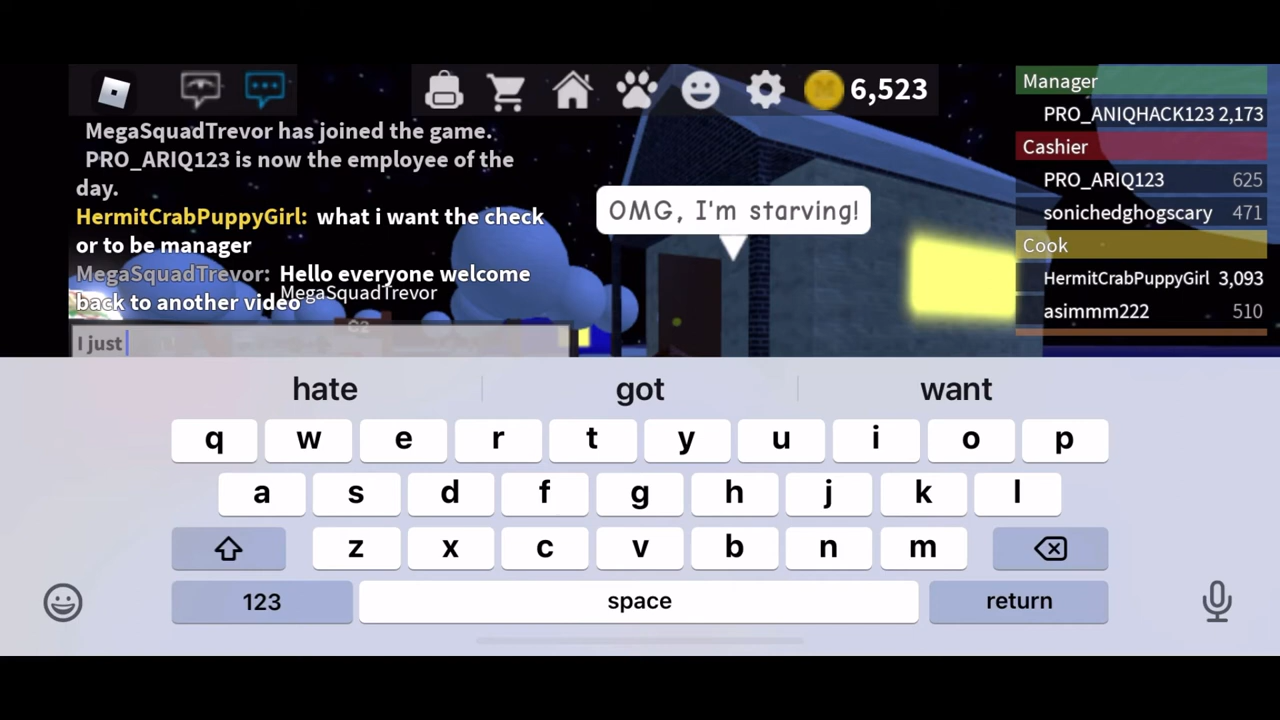 6,523
MegaSquadTrevor has joined the game.
PRO_ARIQ123 is now the employee of the
day.
HermitCrabPuppyGirl: what i want the check
or to be manager
MegaSquadTrevor: Hello everyone welcome
back to another video
MegaSquadTrevor
I just
OMG, I'm starving!
Manager
PRO_ANIQHACK123 2,173
Cashier
PRO_ARIQ123 625
sonichedghogscary 471
Cook
HermitCrabPuppyGirl 3,093
asimmm222 510
hate got want
q w e r t y u i o p
a s d f g h j k l
z x c v b n m
123 space return